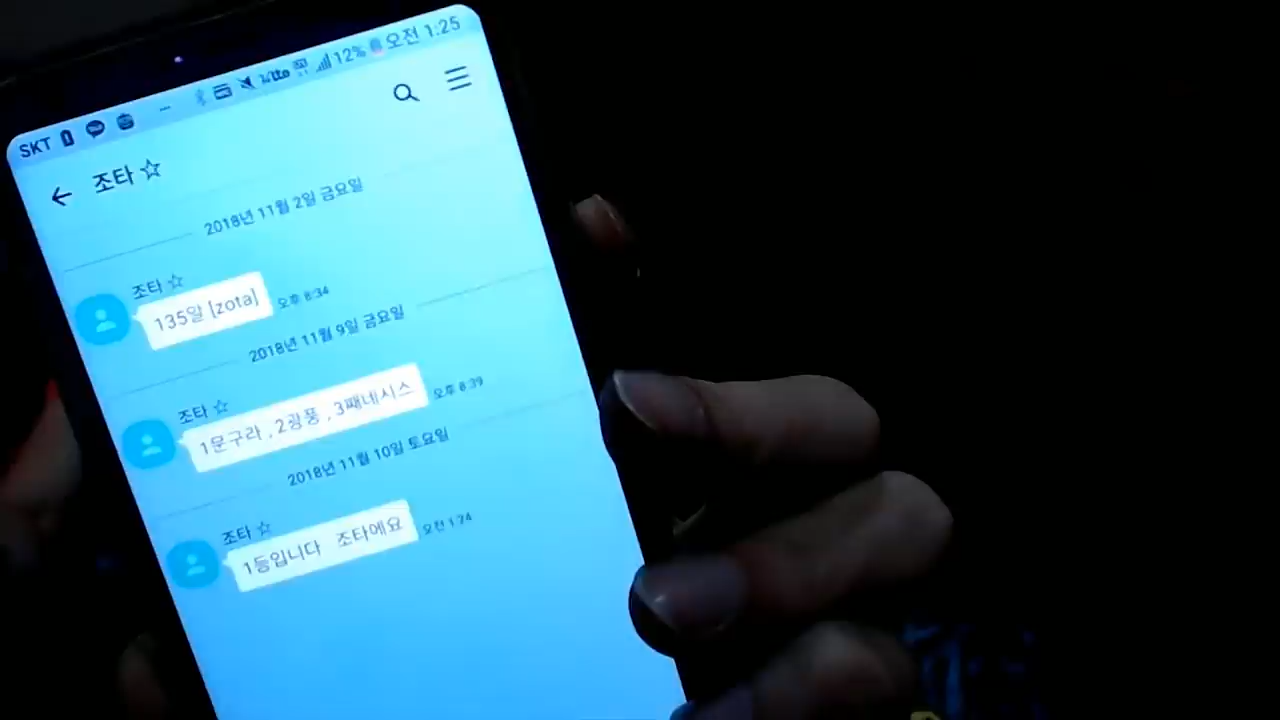 SKT 12% 오전 1:25
조타 ☆
2018년 11월 2일 금요일
조타 ☆
135알 [zota] 오후 8:34
2018년 11월 9일 금요일
조타 ☆
1문구라 , 2광풍 , 3째네시스 오후 8:39
2018년 11월 10일 토요일
조타 ☆
1등입니다 조타에요 오전 1:24